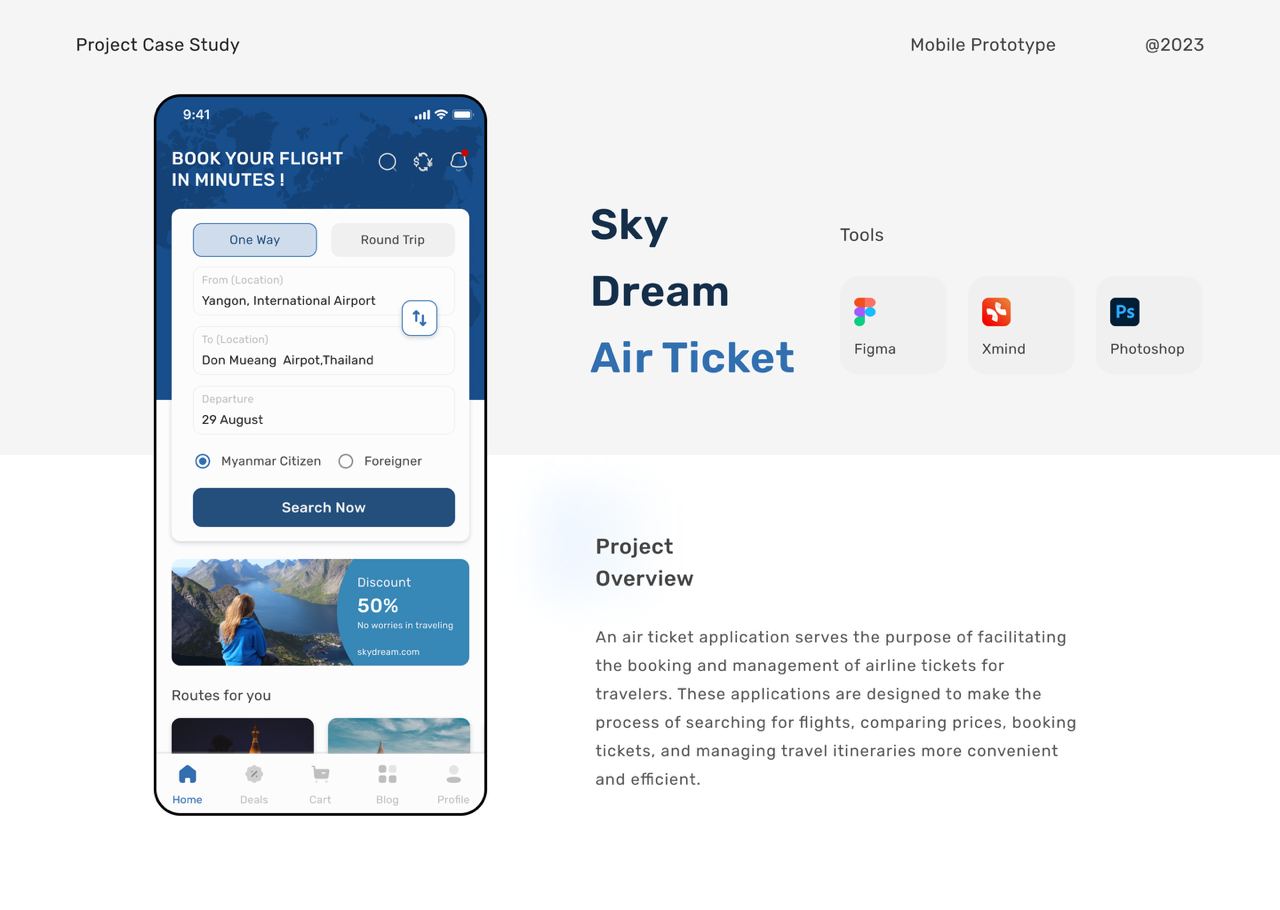 Project Case Study
Mobile Prototype
@2023
9:41
BOOK YOUR FLIGHT
IN MINUTES !
One Way
Round Trip
From (Location)
Yangon, International Airport
To (Location)
Don Mueang  Airpot,Thailand
Departure
29 August
Myanmar Citizen
Foreigner
Search Now
Discount
50%
No worries in traveling
skydream.com
Routes for you
Home
Deals
Cart
Blog
Profile
Sky
Dream
Air Ticket
Tools
Figma
Xmind
Ps
Photoshop
Project
Overview
An air ticket application serves the purpose of facilitating
the booking and management of airline tickets for
travelers. These applications are designed to make the
process of searching for flights, comparing prices, booking
tickets, and managing travel itineraries more convenient
and efficient.